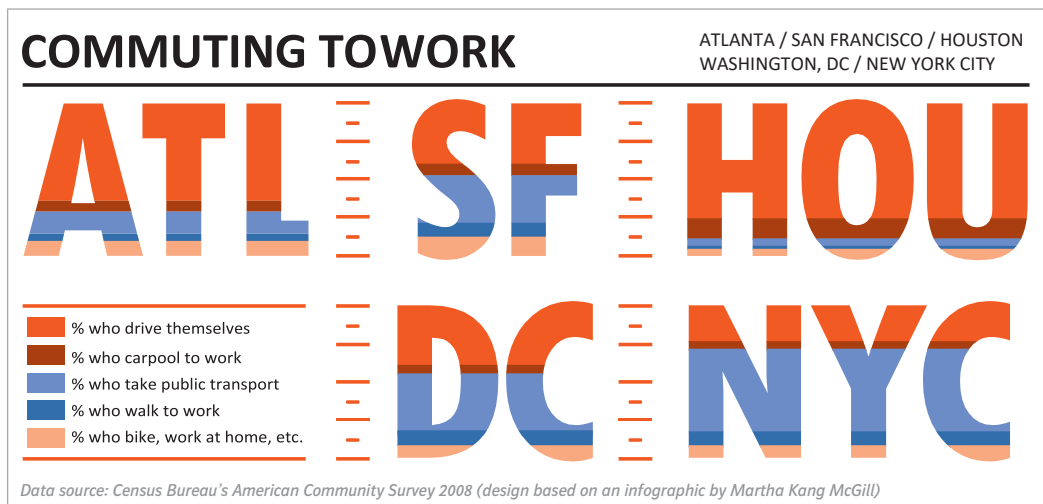 COMMUTING TOWORK
ATLANTA / SAN FRANCISCO / HOUSTON
WASHINGTON, DC / NEW YORK CITY
ATL
SF
HOU
DC
NYC
% who drive themselves
% who carpool to work
% who take public transport
% who walk to work
% who bike, work at home, etc.
Data source: Census Bureau's American Community Survey 2008 (design based on an infographic by Martha Kang McGill)